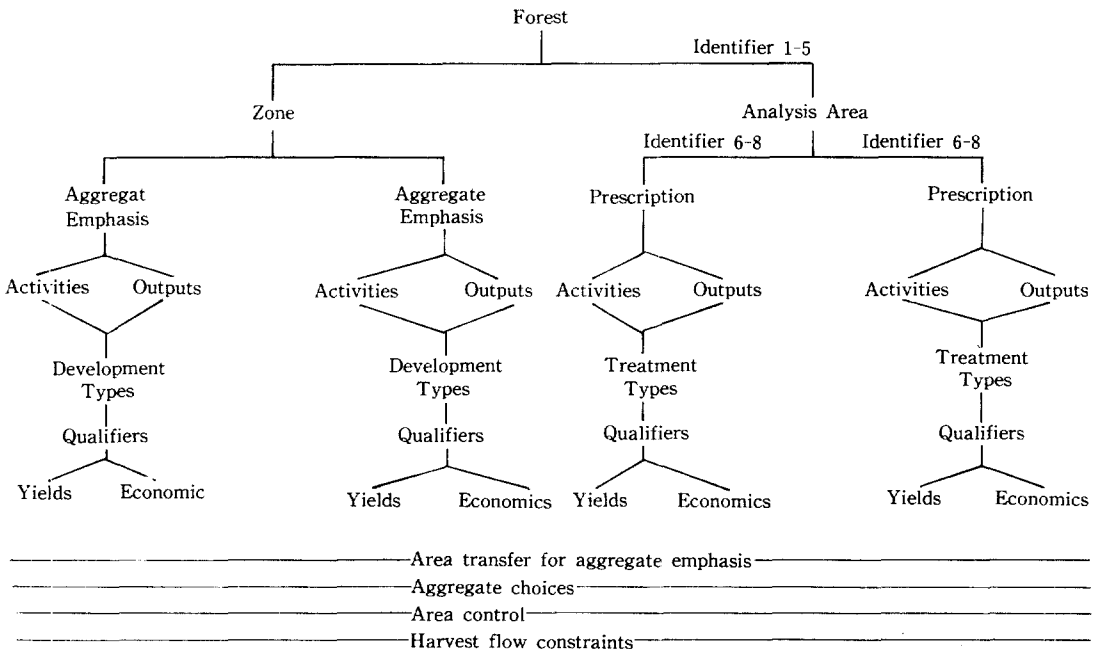 Forest
Identifier 1-5
Zone
Analysis Area
Identifier 6-8
Identifier 6-8
Aggregat
Emphasis
Aggregate
Emphasis
Prescription
Prescription
Activities
Outputs
Activities
Outputs
Activities
Outputs
Activities
Outputs
Development
Types
Development
Types
Treatment
Types
Treatment
Types
Qualifiers
Qualifiers
Qualifiers
Qualifiers
Yields
Economic
Yields
Economics
Yields
Economics
Yields
Economics
Area transfer for aggregate emphasis
Aggregate choices
Area control
Harvest flow constraints